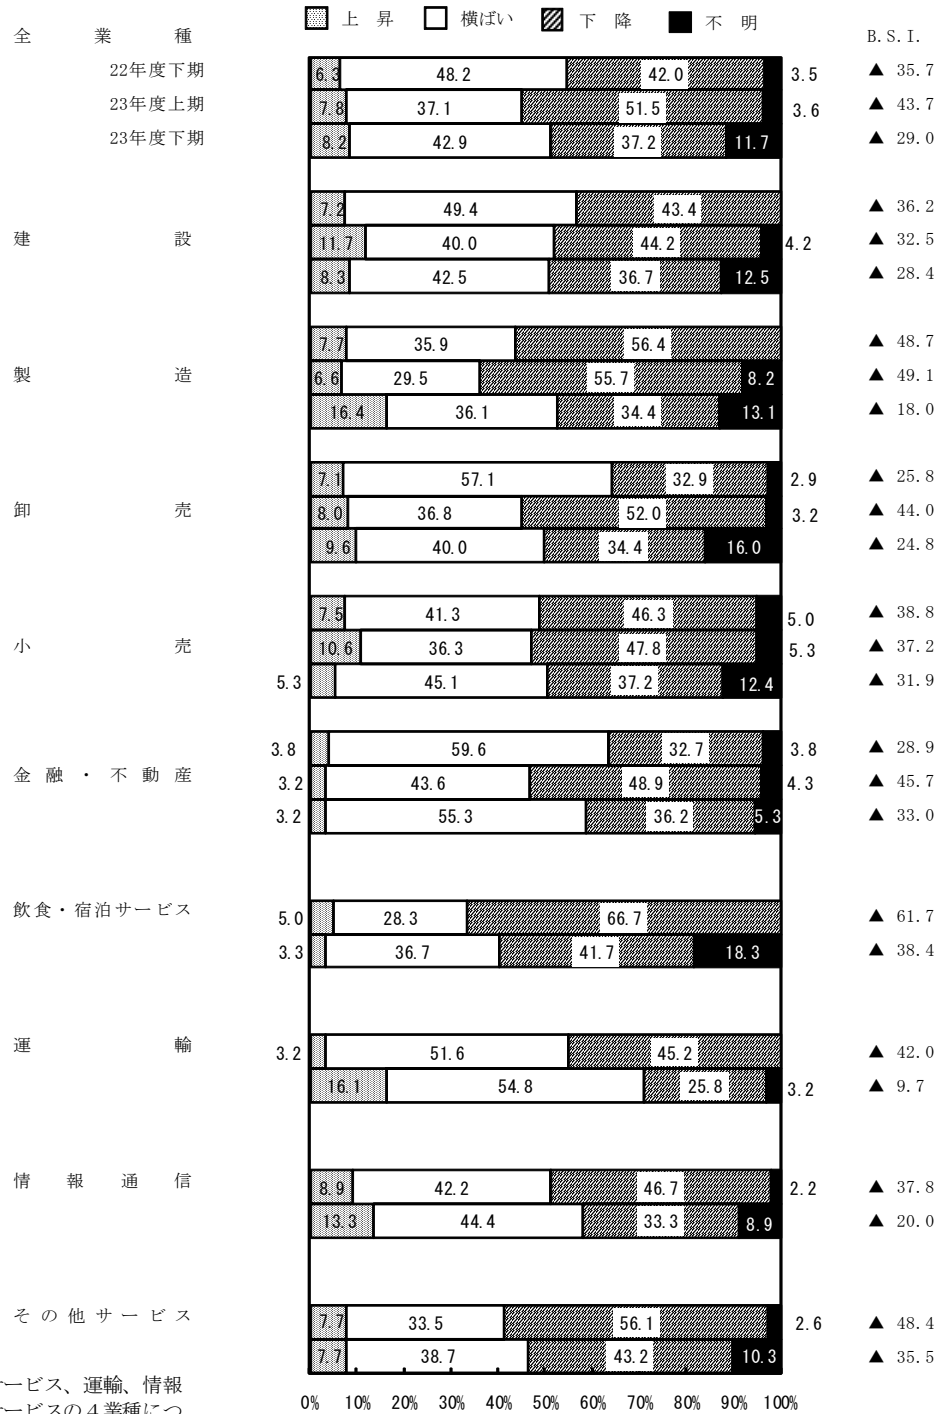 上 昇 横ばい 下 降 不 明
全 業 種 B.S.I.
22年度下期 6.3 48.2 42.0 3.5 ▲ 35.7
23年度上期 7.8 37.1 51.5 3.6 ▲ 43.7
23年度下期 8.2 42.9 37.2 11.7 ▲ 29.0
7.2 49.4 43.4 ▲ 36.2
建 設 11.7 40.0 44.2 4.2 ▲ 32.5
8.3 42.5 36.7 12.5 ▲ 28.4
7.7 35.9 56.4 ▲ 48.7
製 造 6.6 29.5 55.7 8.2 ▲ 49.1
16.4 36.1 34.4 13.1 ▲ 18.0
7.1 57.1 32.9 2.9 ▲ 25.8
卸 売 8.0 36.8 52.0 3.2 ▲ 44.0
9.6 40.0 34.4 16.0 ▲ 24.8
7.5 41.3 46.3 5.0 ▲ 38.8
小 売 10.6 36.3 47.8 5.3 ▲ 37.2
5.3 45.1 37.2 12.4 ▲ 31.9
3.8 59.6 32.7 3.8 ▲ 28.9
金 融 ・ 不 動 産 3.2 43.6 48.9 4.3 ▲ 45.7
3.2 55.3 36.2 5.3 ▲ 33.0
飲食・宿泊サービス 5.0 28.3 66.7 ▲ 61.7
3.3 36.7 41.7 18.3 ▲ 38.4
運 輸 3.2 51.6 45.2 ▲ 42.0
16.1 54.8 25.8 3.2 ▲ 9.7
情 報 通 信 8.9 42.2 46.7 2.2 ▲ 37.8
13.3 44.4 33.3 8.9 ▲ 20.0
そ の 他 サ ー ビ ス 7.7 33.5 56.1 2.6 ▲ 48.4
7.7 38.7 43.2 10.3 ▲ 35.5
ービス、運輸、情報
ービスの４業種につ
0% 10% 20% 30% 40% 50% 60% 70% 80% 90% 100%